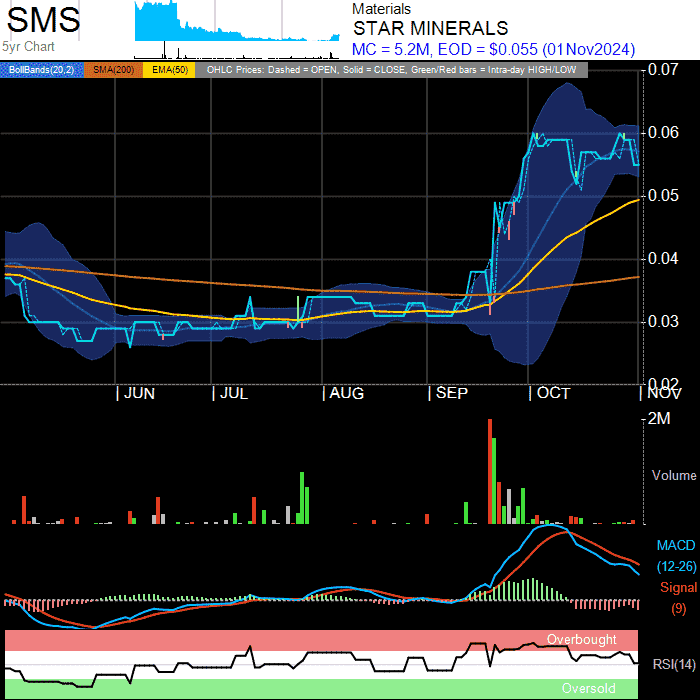 SMS
5yr Chart
Materials
STAR MINERALS
MC = 5.2M, EOD = $0.055 (01Nov2024)
BollBands(20,2) SMA(200) EMA(50) OHLC Prices: Dashed = OPEN, Solid = CLOSE, Green/Red bars = Intra-day HIGH/LOW
0.07
0.06
0.05
0.04
0.03
0.02
JUN JUL AUG SEP OCT NOV
2M
Volume
MACD
(12-26)
Signal
(9)
Overbought
RSI(14)
Oversold